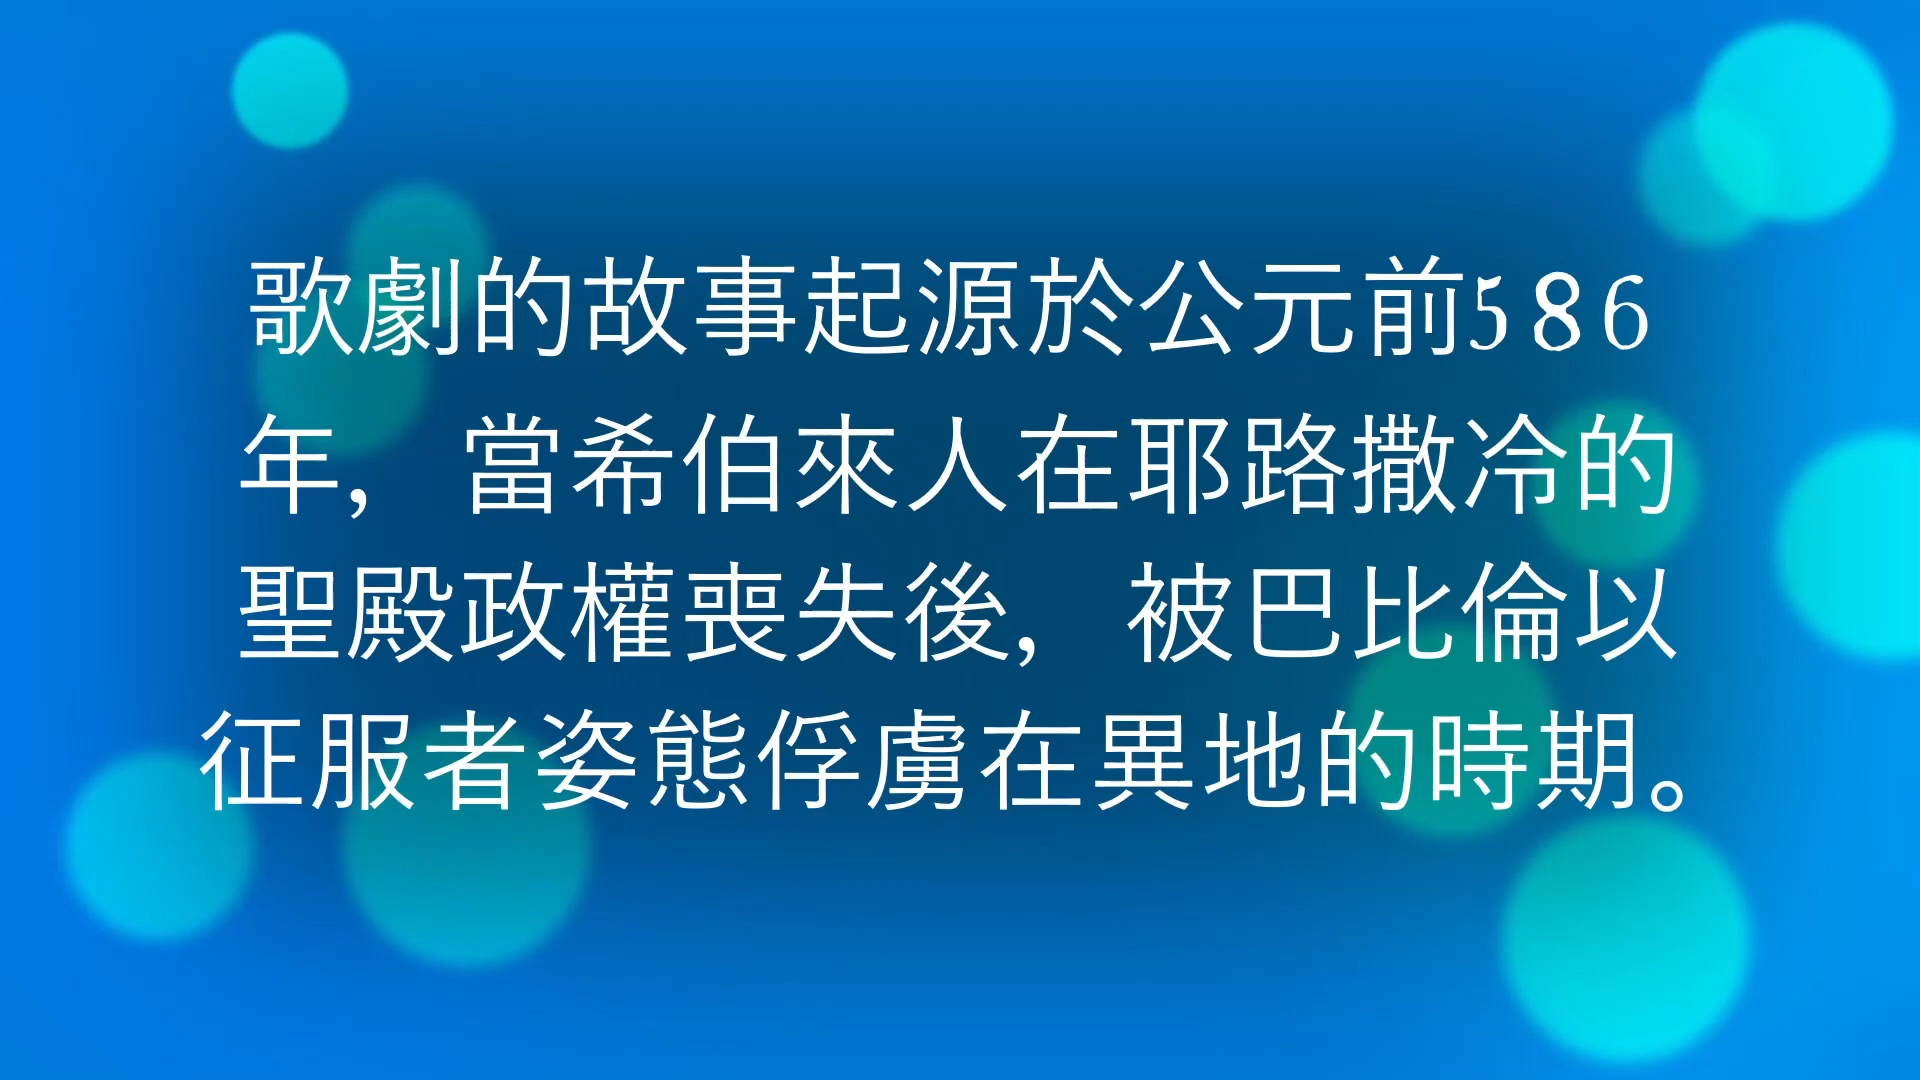 歌劇的故事起源於公元前586
年，當希伯來人在耶路撒冷的
聖殿政權喪失後，被巴比倫以
征服者姿態俘虜在異地的時期。